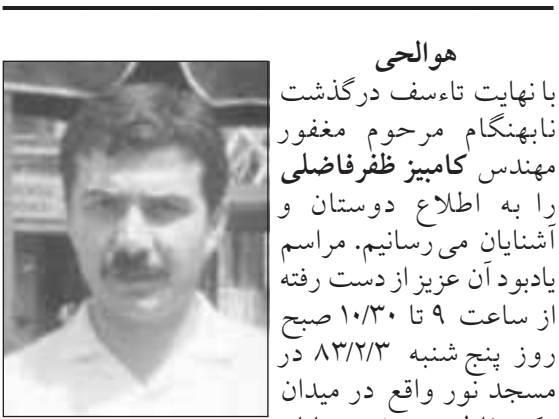 هوالحی
با نهایت تاءسف درگذشت
نابهنگام مرحوم مغفور
مهندس کامبیز ظفرفاضلی
را به اطلاع دوستان و
آشنایان می‌رسانیم. مراسم
یادبود آن عزیز از دست رفته
از ساعت ۹ تا ۱۰/۳۰ صبح
روز پنج شنبه ۸۳/۲/۳ در
مسجد نور واقع در میدان